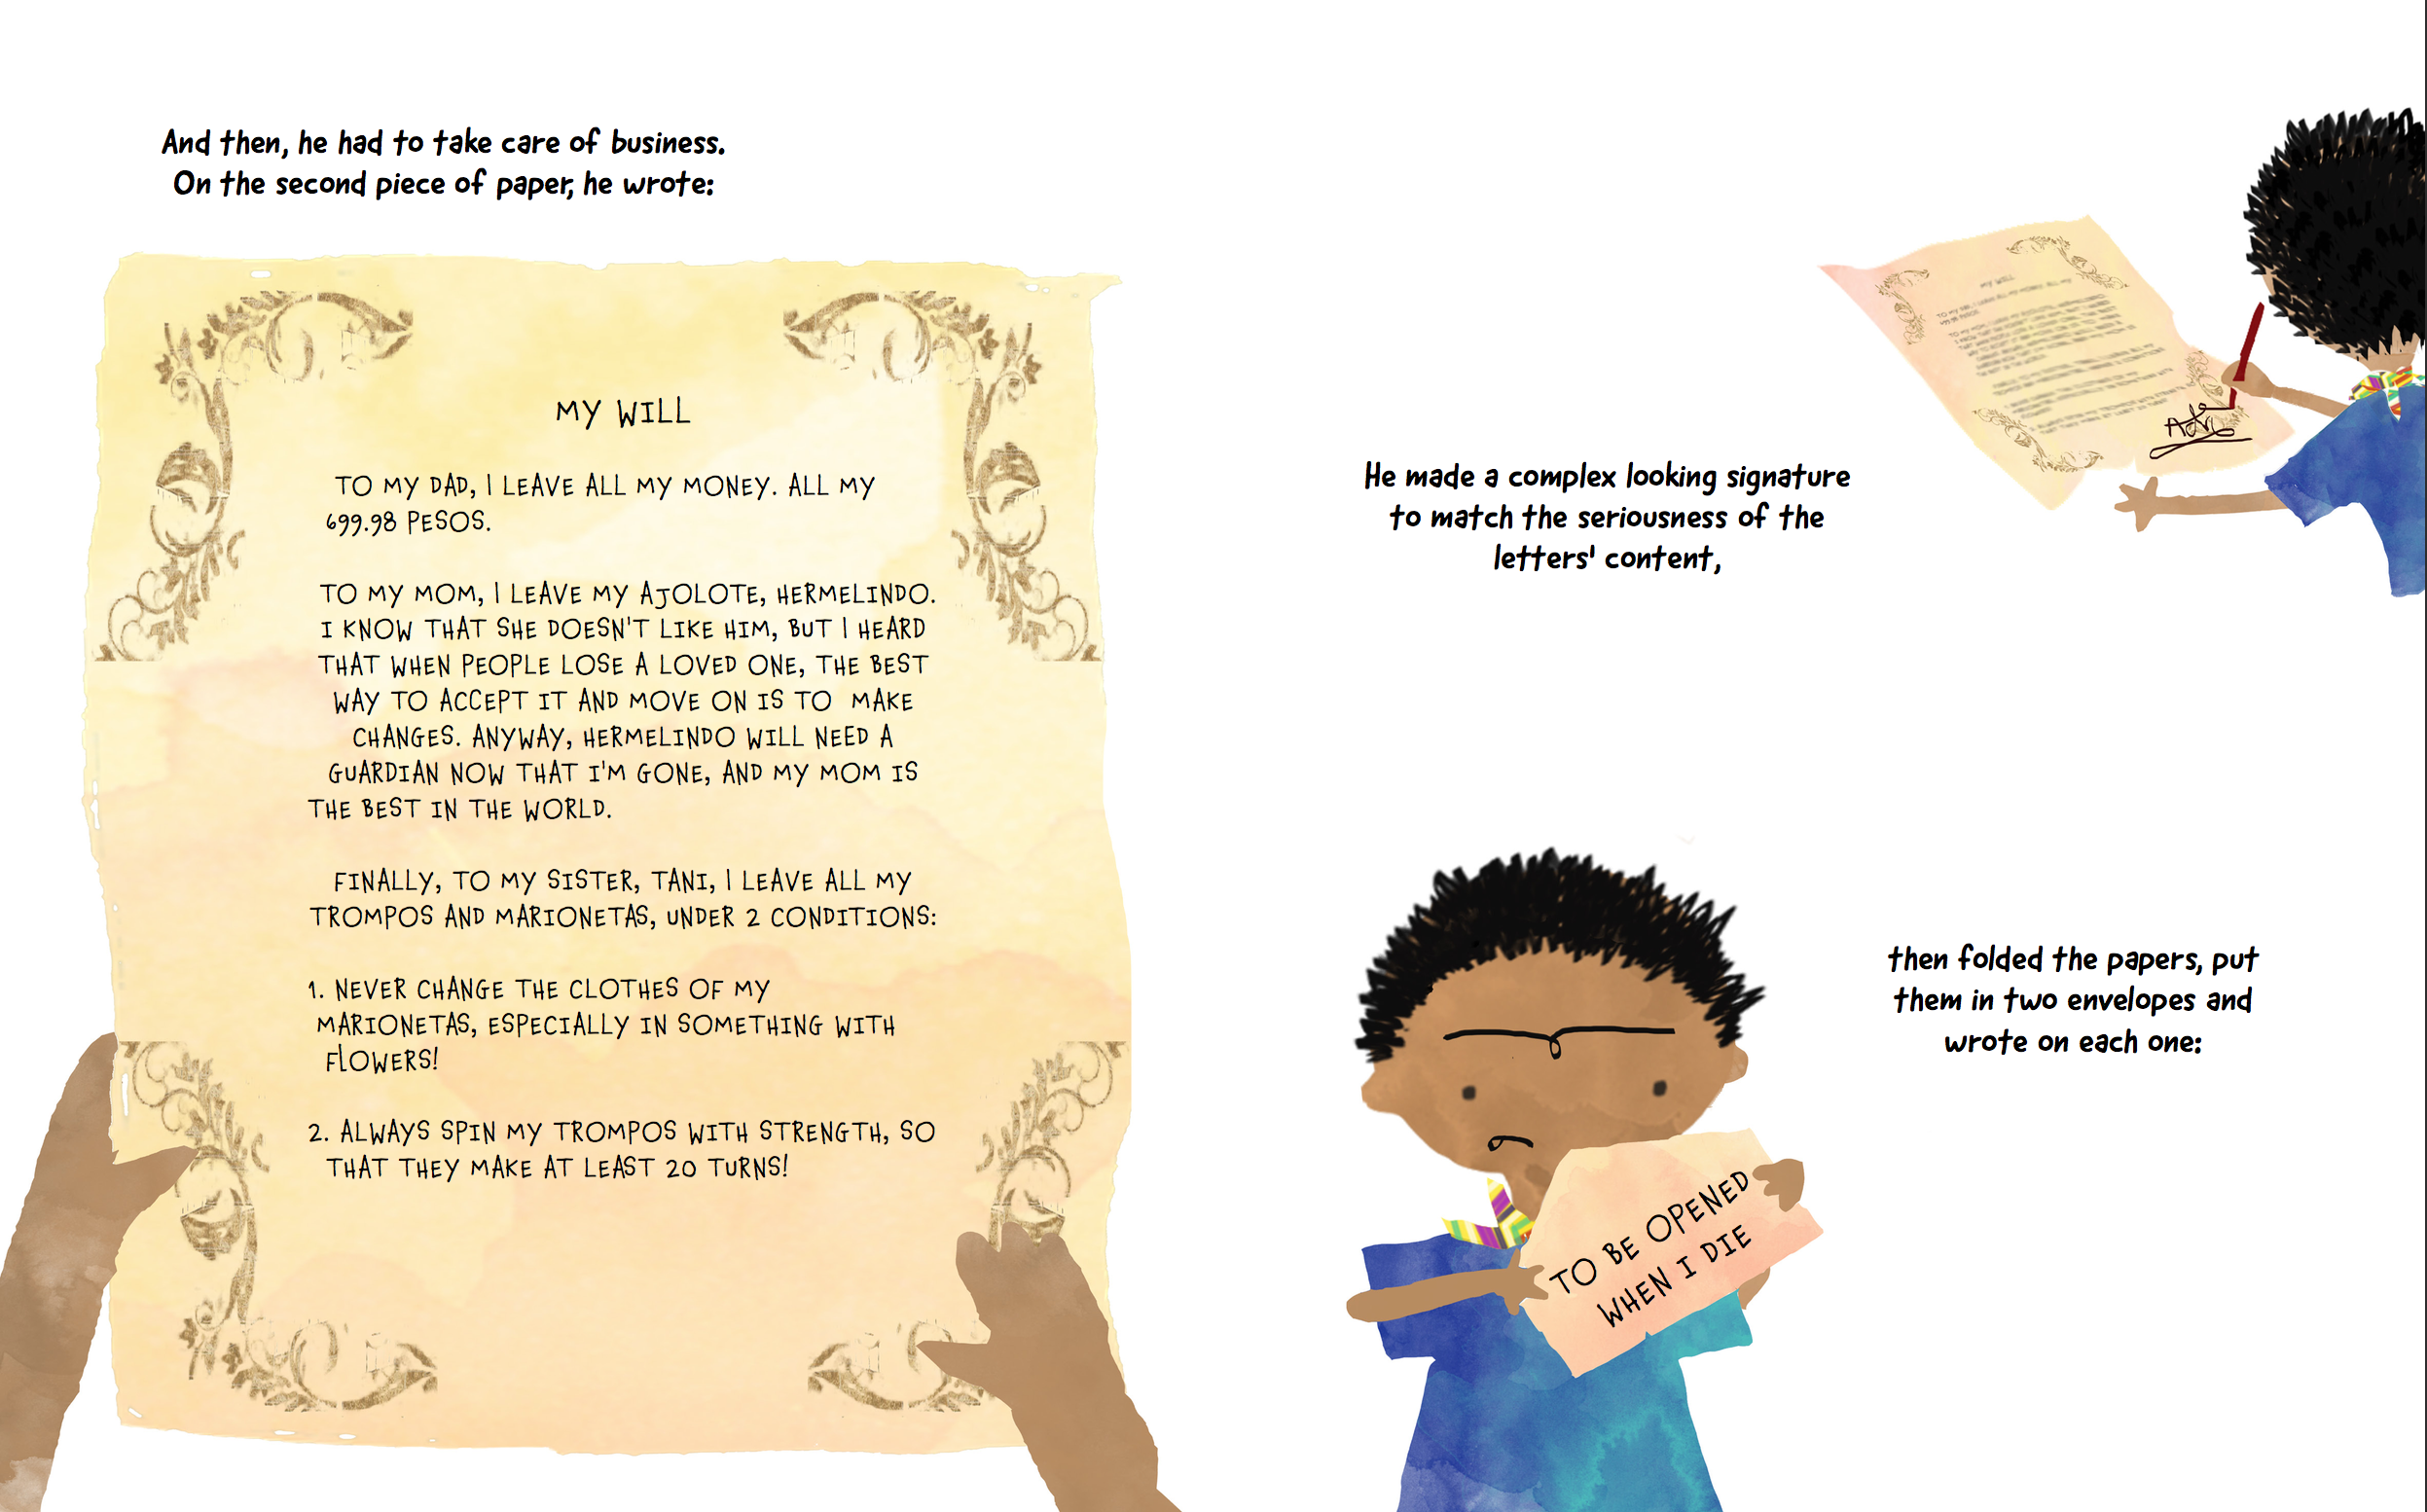 And then, he had to take care of business.
On the second piece of paper, he wrote:
MY WILL
TO MY DAD, I LEAVE ALL MY MONEY. ALL MY
699.98 PESOS.
TO MY MOM, I LEAVE MY AJOLOTE, HERMELINDO.
I KNOW THAT SHE DOESN'T LIKE HIM, BUT I HEARD
THAT WHEN PEOPLE LOSE A LOVED ONE, THE BEST
WAY TO ACCEPT IT AND MOVE ON IS TO MAKE
CHANGES. ANYWAY, HERMELINDO WILL NEED A
GUARDIAN NOW THAT I'M GONE, AND MY MOM IS
THE BEST IN THE WORLD.
FINALLY, TO MY SISTER, TANI, I LEAVE ALL MY
TROMPOS AND MARIONETAS, UNDER 2 CONDITIONS:
1. NEVER CHANGE THE CLOTHES OF MY
MARIONETAS, ESPECIALLY IN SOMETHING WITH
FLOWERS!
2. ALWAYS SPIN MY TROMPOS WITH STRENGTH, SO
THAT THEY MAKE AT LEAST 20 TURNS!
MY WILL
He made a complex looking signature
to match the seriousness of the
letters' content,
then folded the papers, put
them in two envelopes and
wrote on each one:
TO BE OPENED
WHEN I DIE